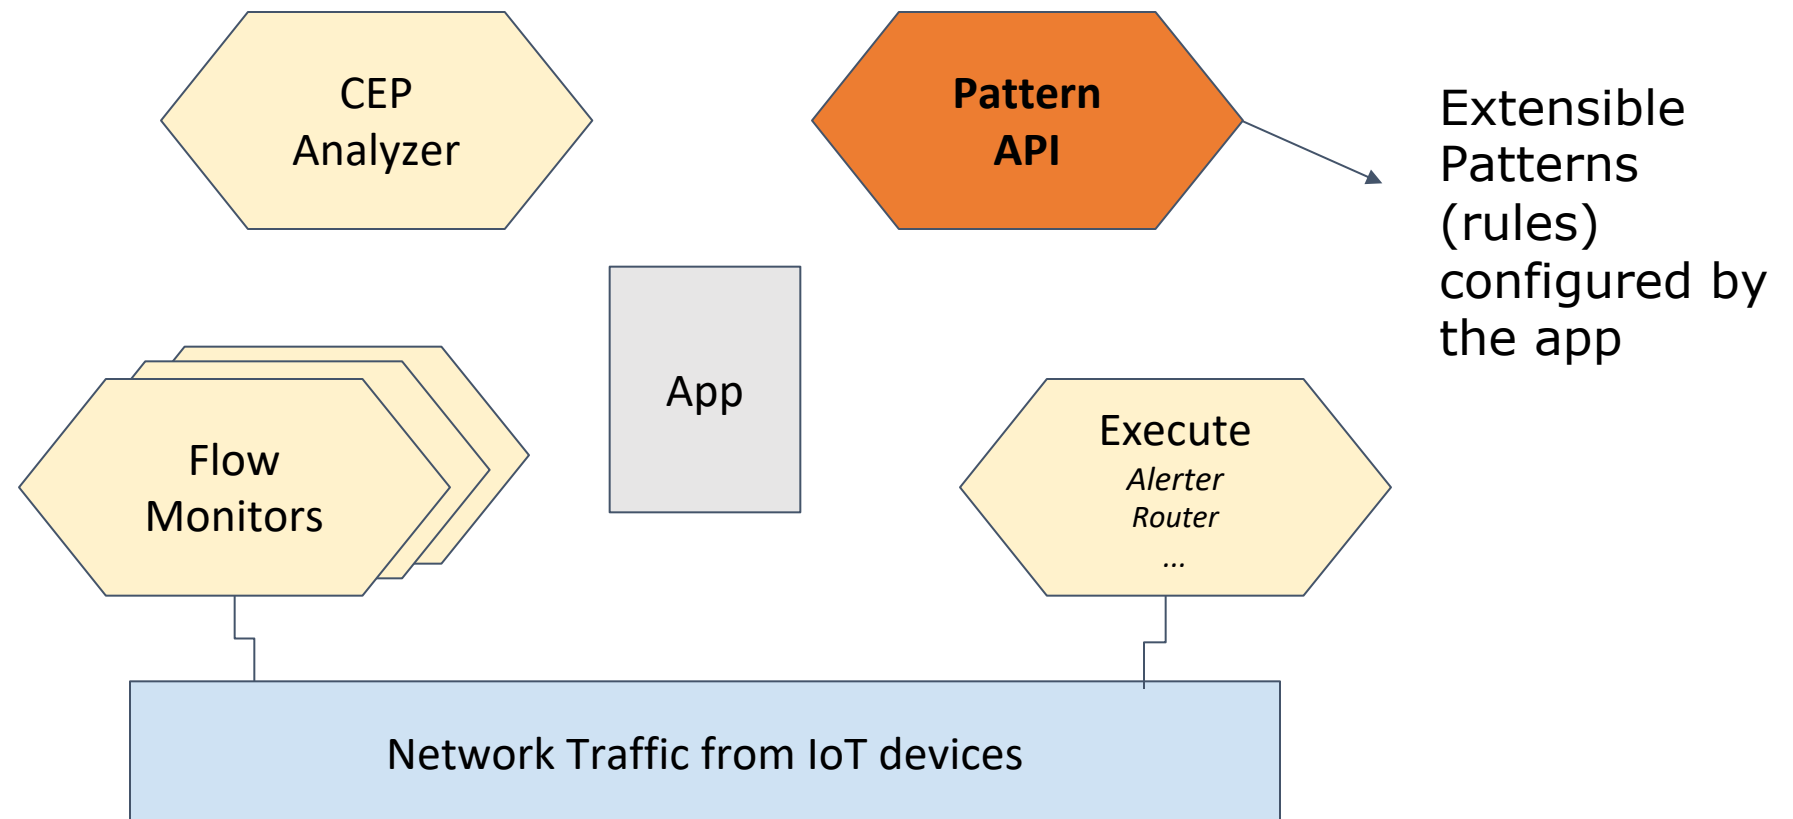 CEP
Analyzer
Pattern
API
Extensible
Patterns
(rules)
configured by
the app
App
Flow
Monitors
Execute
Alerter
Router
...
Network Traffic from IoT devices